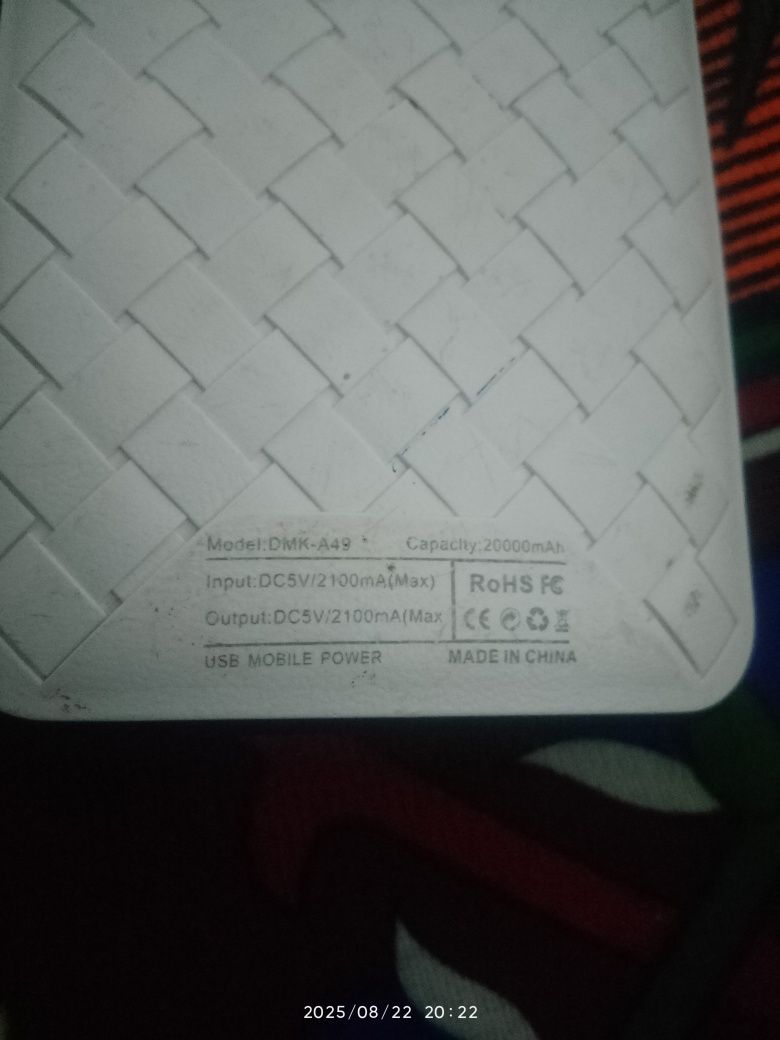 Model:DMK-A49 Capacity:20000mAh
Input:DC5V/2100mA(Max) RoHS FC
Output:DC5V/2100mA(Max CE
USB MOBILE POWER MADE IN CHINA
2025/08/22 20:22